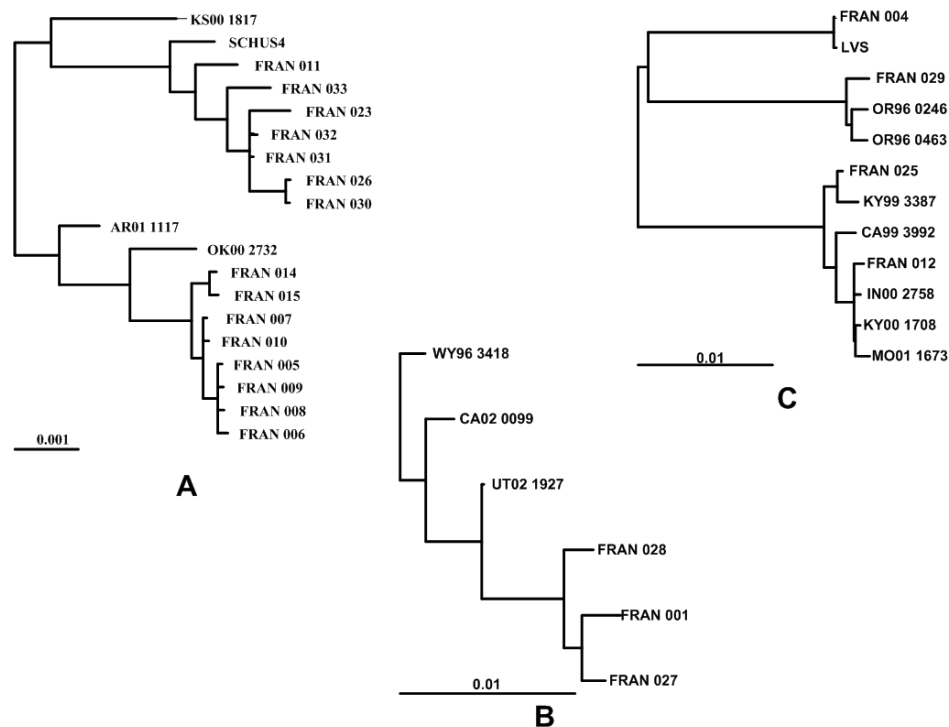 KS00 1817
SCHUS4
FRAN 011
FRAN 033
FRAN 023
FRAN 032
FRAN 031
FRAN 026
FRAN 030
AR01 1117
OK00 2732
FRAN 014
FRAN 015
FRAN 007
FRAN 010
FRAN 005
FRAN 009
FRAN 008
FRAN 006
0.001
A
WY96 3418
CA02 0099
UT02 1927
FRAN 028
FRAN 001
FRAN 027
0.01
B
FRAN 004
LVS
FRAN 029
OR96 0246
OR96 0463
FRAN 025
KY99 3387
CA99 3992
FRAN 012
IN00 2758
KY00 1708
MO01 1673
0.01
C